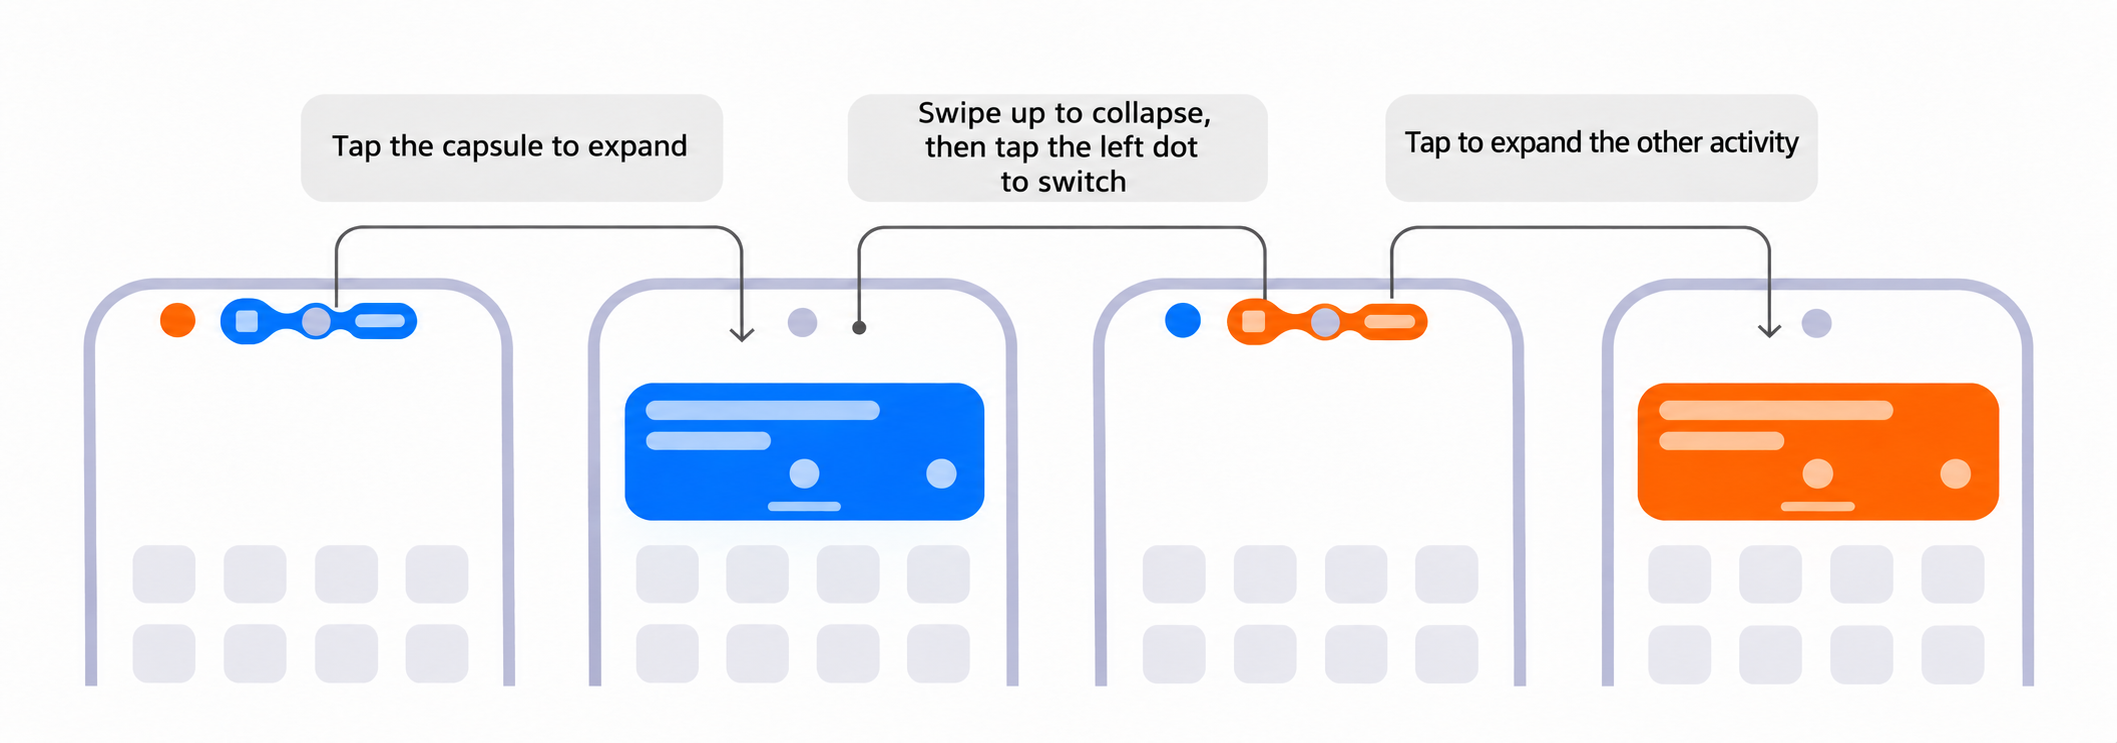 Tap the capsule to expand
Swipe up to collapse,
then tap the left dot
to switch
Tap to expand the other activity